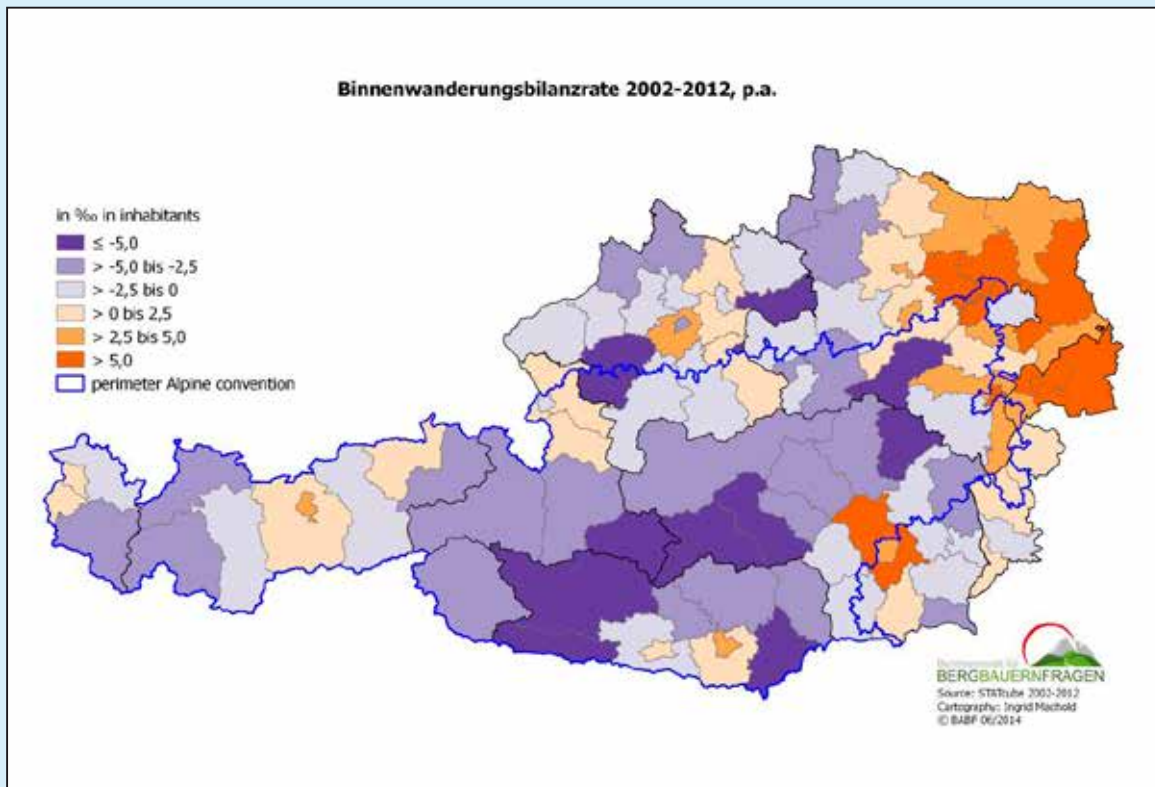 Binnenwanderungsbilanzrate 2002-2012, p.a.
in ‰ in inhabitants
≤ -5,0
> -5,0 bis -2,5
> -2,5 bis 0
> 0 bis 2,5
> 2,5 bis 5,0
> 5,0
perimeter Alpine convention
Bundesanstalt für
BERGBAUERNFRAGEN
Source: STATcube 2002-2012
Cartography: Ingrid Machold
© BABF 06/2014